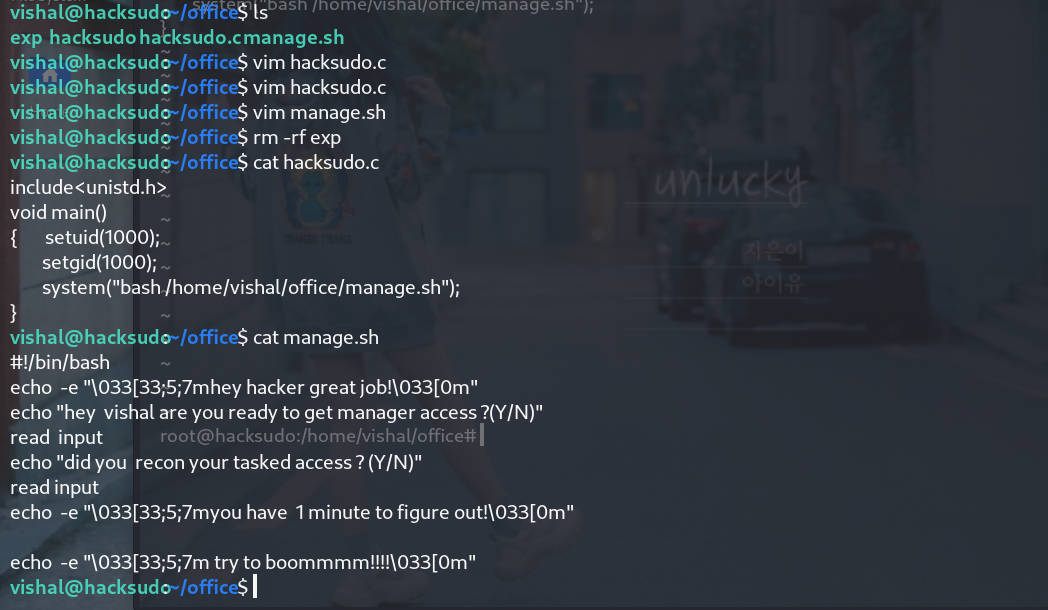 system("bash /home/vishal/office/manage.sh");
vishal@hacksudo:~/office$ ls
exp hacksudo hacksudo.c manage.sh
vishal@hacksudo:~/office$ vim hacksudo.c
vishal@hacksudo:~/office$ vim hacksudo.c
vishal@hacksudo:~/office$ vim manage.sh
vishal@hacksudo:~/office$ rm -rf exp
vishal@hacksudo:~/office$ cat hacksudo.c
include<unistd.h>
void main()
{ setuid(1000);
setgid(1000);
system("bash /home/vishal/office/manage.sh");
}
vishal@hacksudo:~/office$ cat manage.sh
#!/bin/bash
echo -e "\033[33;5;7mhey hacker great job!\033[0m"
echo "hey vishal are you ready to get manager access ?(Y/N)"
read input
root@hacksudo:/home/vishal/office#
echo "did you recon your tasked access ? (Y/N)"
read input
echo -e "\033[33;5;7myou have 1 minute to figure out!\033[0m"
echo -e "\033[33;5;7m try to boommmm!!!!\033[0m"
vishal@hacksudo:~/office$
unlucky
지은이
아이유